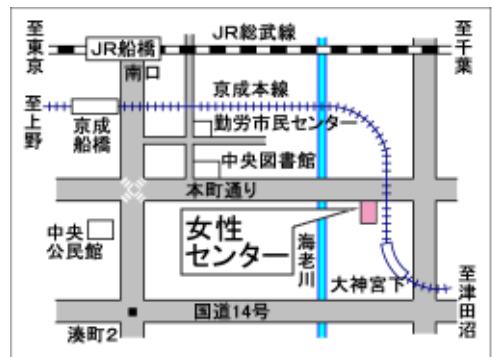 至東京
JR船橋
JR総武線
至千葉
南口
京成本線
至上野
京成
船橋
勤労市民センター
中央図書館
本町通り
中央
公民館
女性
センター
海老川
大神宮下
至津田沼
国道14号
湊町2